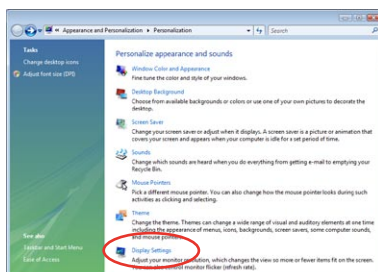 « Appearance and Personalization ▸ Personalization
Search
Tasks
Change desktop icons
Adjust font size (DPI)
Personalize appearance and sounds
Window Color and Appearance
Fine tune the color and style of your windows.
Desktop Background
Choose from available backgrounds or colors or use one of your own pictures to decorate the
desktop.
Screen Saver
Change your screen saver or adjust when it displays. A screen saver is a picture or animation that
covers your screen and appears when your computer is idle for a set period of time.
Sounds
Change which sounds are heard when you do everything from getting e-mail to emptying your
Recycle Bin.
Mouse Pointers
Pick a different mouse pointer. You can also change how the mouse pointer looks during such
activities as clicking and selecting.
Theme
Change the theme. Themes can change a wide range of visual and auditory elements at one time
including the appearance of menus, icons, backgrounds, screen savers, some computer sounds,
and mouse pointers.
Display Settings
Adjust your monitor resolution, which changes the view so more or fewer items fit on the screen.
You can also control monitor flicker (refresh rate).
See also
Taskbar and Start Menu
Ease of Access